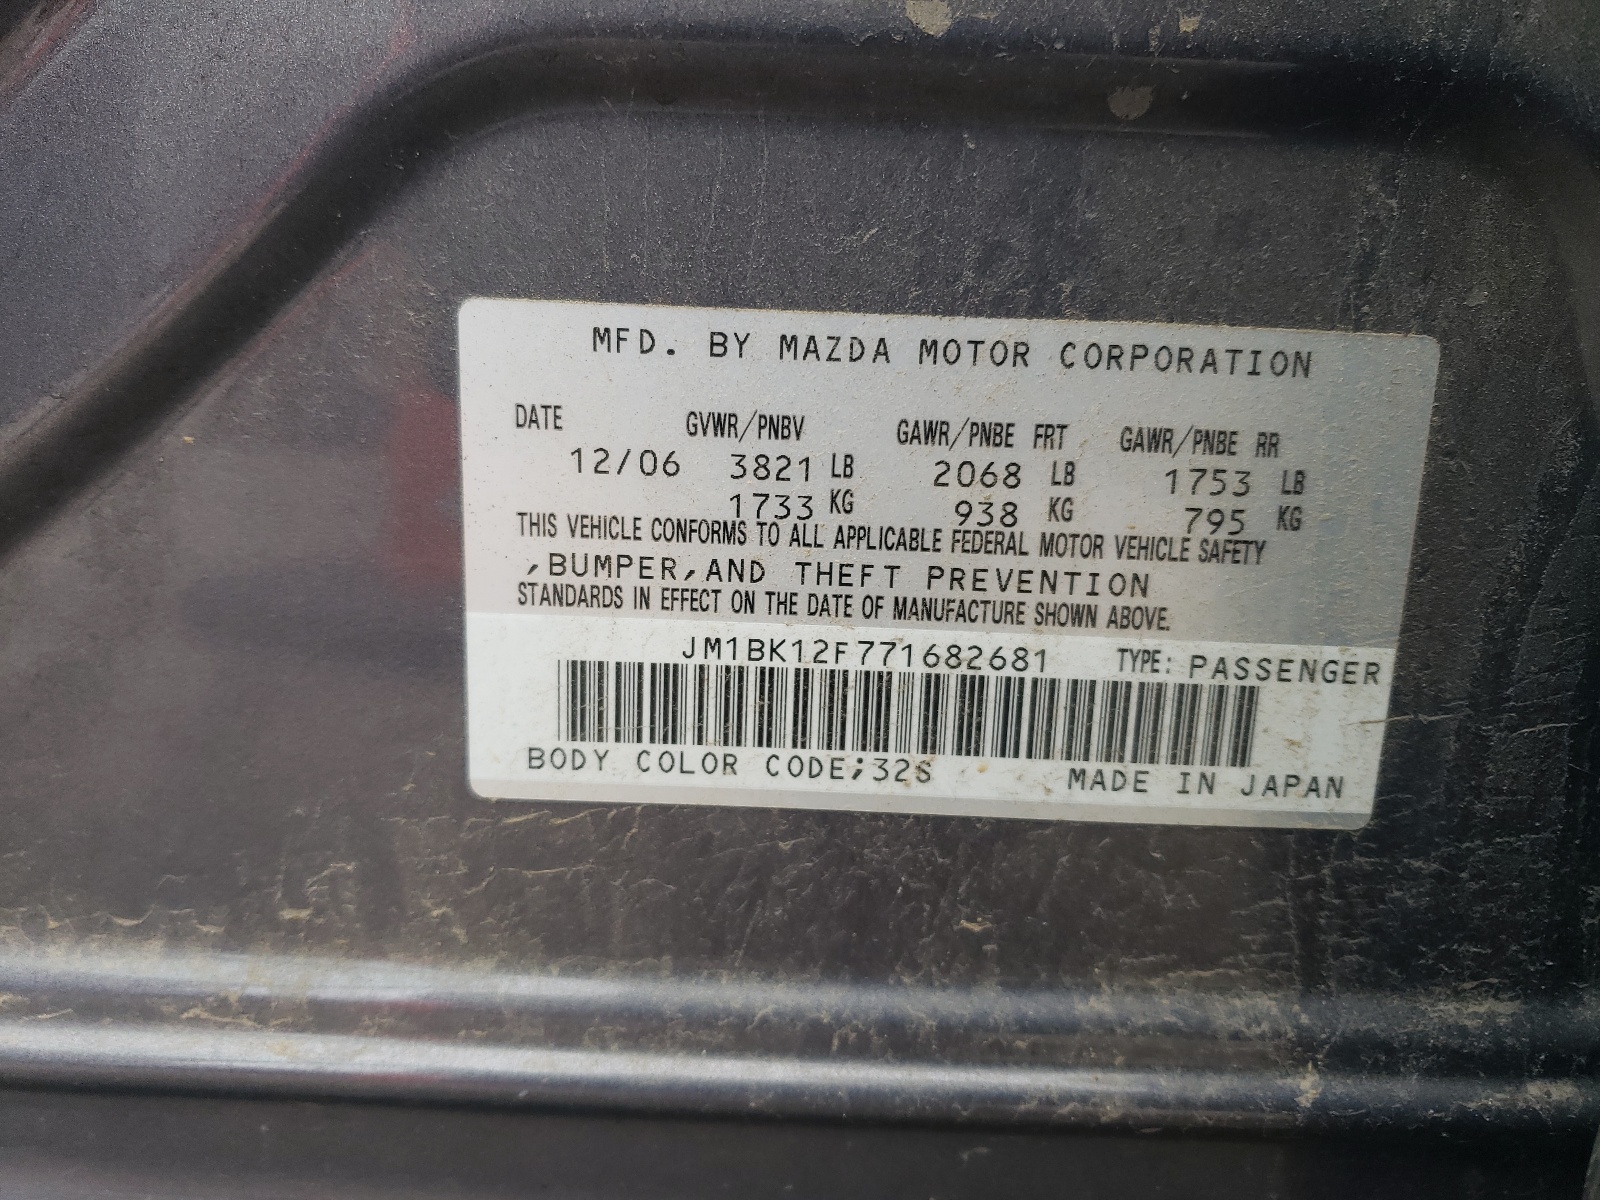 MFD. BY MAZDA MOTOR CORPORATION
DATE GVWR/PNBV GAWR/PNBE FRT GAWR/PNBE RR
12/06 3821 LB 2068 LB 1753 LB
1733 KG 938 KG 795 KG
THIS VEHICLE CONFORMS TO ALL APPLICABLE FEDERAL MOTOR VEHICLE SAFETY
,BUMPER,AND THEFT PREVENTION
STANDARDS IN EFFECT ON THE DATE OF MANUFACTURE SHOWN ABOVE.
JM1BK12F771682681 TYPE: PASSENGER
BODY COLOR CODE;32S MADE IN JAPAN